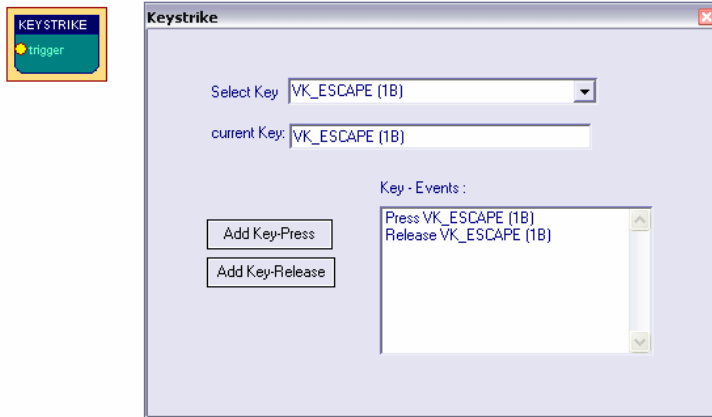 KEYSTRIKE
trigger
Keystrike
Select Key VK_ESCAPE (1B)
current Key: VK_ESCAPE (1B)
Key - Events :
Press VK_ESCAPE (1B)
Release VK_ESCAPE (1B)
Add Key-Press
Add Key-Release